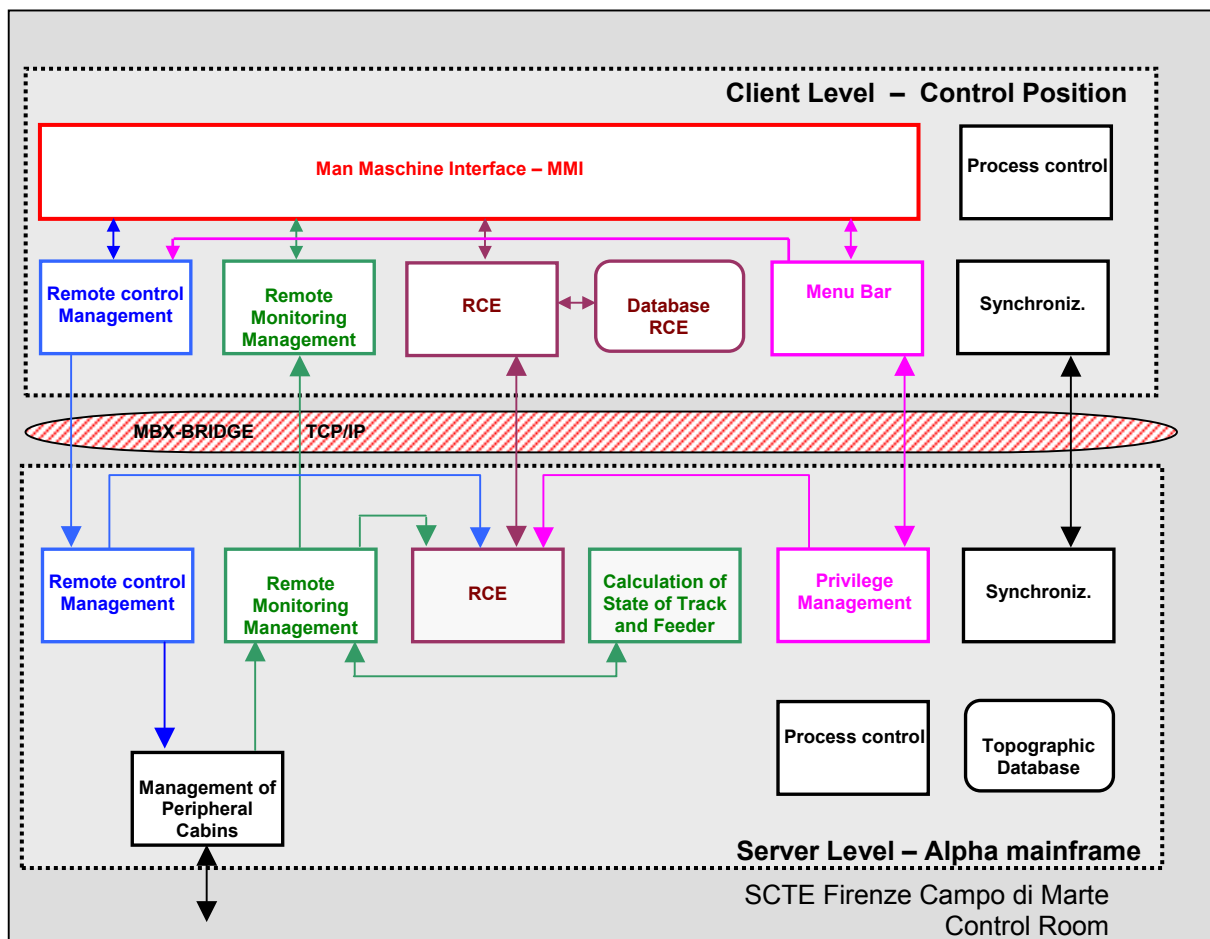 Client Level – Control Position
Man Maschine Interface – MMI
Process control
Remote control
Management
Remote
Monitoring
Management
RCE
Database
RCE
Menu Bar
Synchroniz.
MBX-BRIDGE TCP/IP
Remote control
Management
Remote
Monitoring
Management
RCE
Calculation of
State of Track
and Feeder
Privilege
Management
Synchroniz.
Process control
Topographic
Database
Management of
Peripheral
Cabins
Server Level – Alpha mainframe
SCTE Firenze Campo di Marte
Control Room